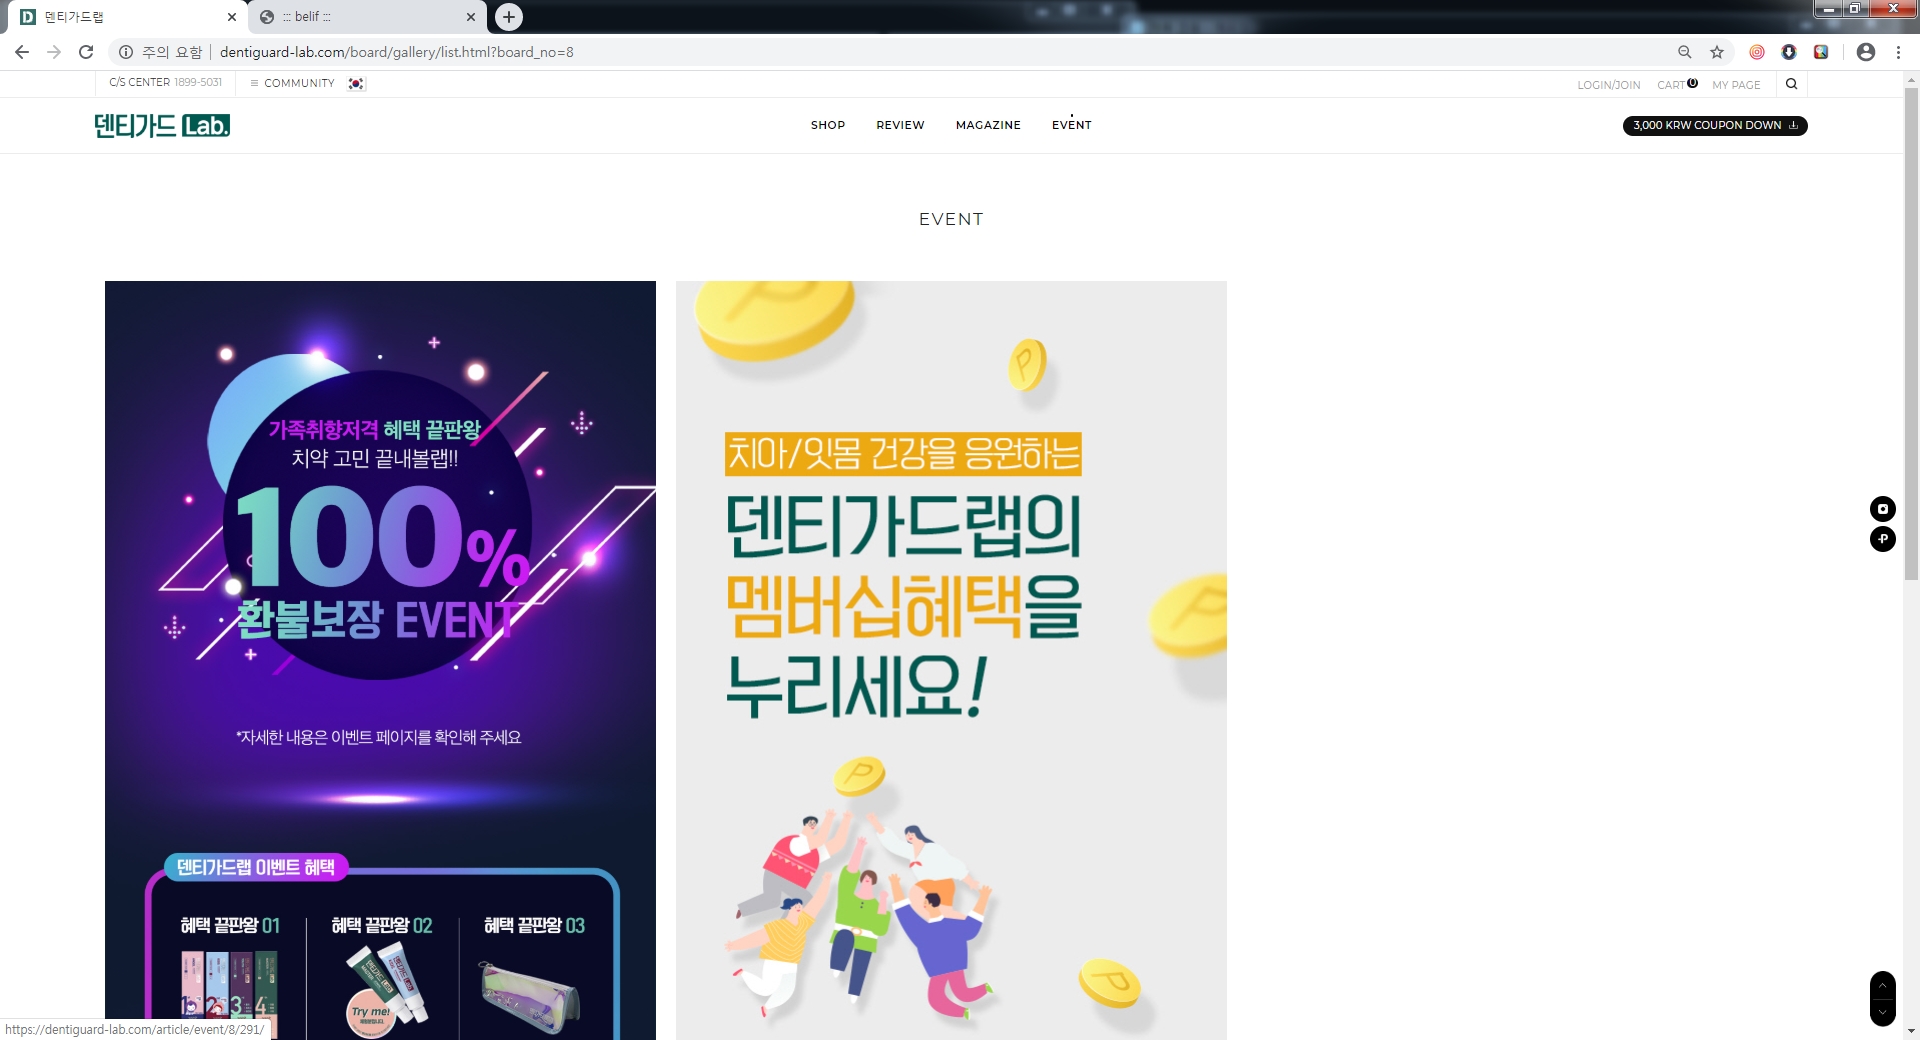 덴티가드랩
::: belif :::
주의 요함
dentiguard-lab.com/board/gallery/list.html?board_no=8
C/S CENTER 1899-5031
COMMUNITY
LOGIN/JOIN
CART 0
MY PAGE
덴티가드 Lab.
SHOP
REVIEW
MAGAZINE
EVENT
3,000 KRW COUPON DOWN
EVENT
가족취향저격 혜택 끝판왕
치약 고민 끝내볼랩!!
100%
환불보장 EVENT
*자세한 내용은 이벤트 페이지를 확인해 주세요
덴티가드랩 이벤트 혜택
혜택 끝판왕 01
혜택 끝판왕 02
혜택 끝판왕 03
1
2
3
4
Try me!
치아/잇몸 건강을 응원하는
덴티가드랩의
멤버십혜택을
누리세요!
https://dentiguard-lab.com/article/event/8/291/